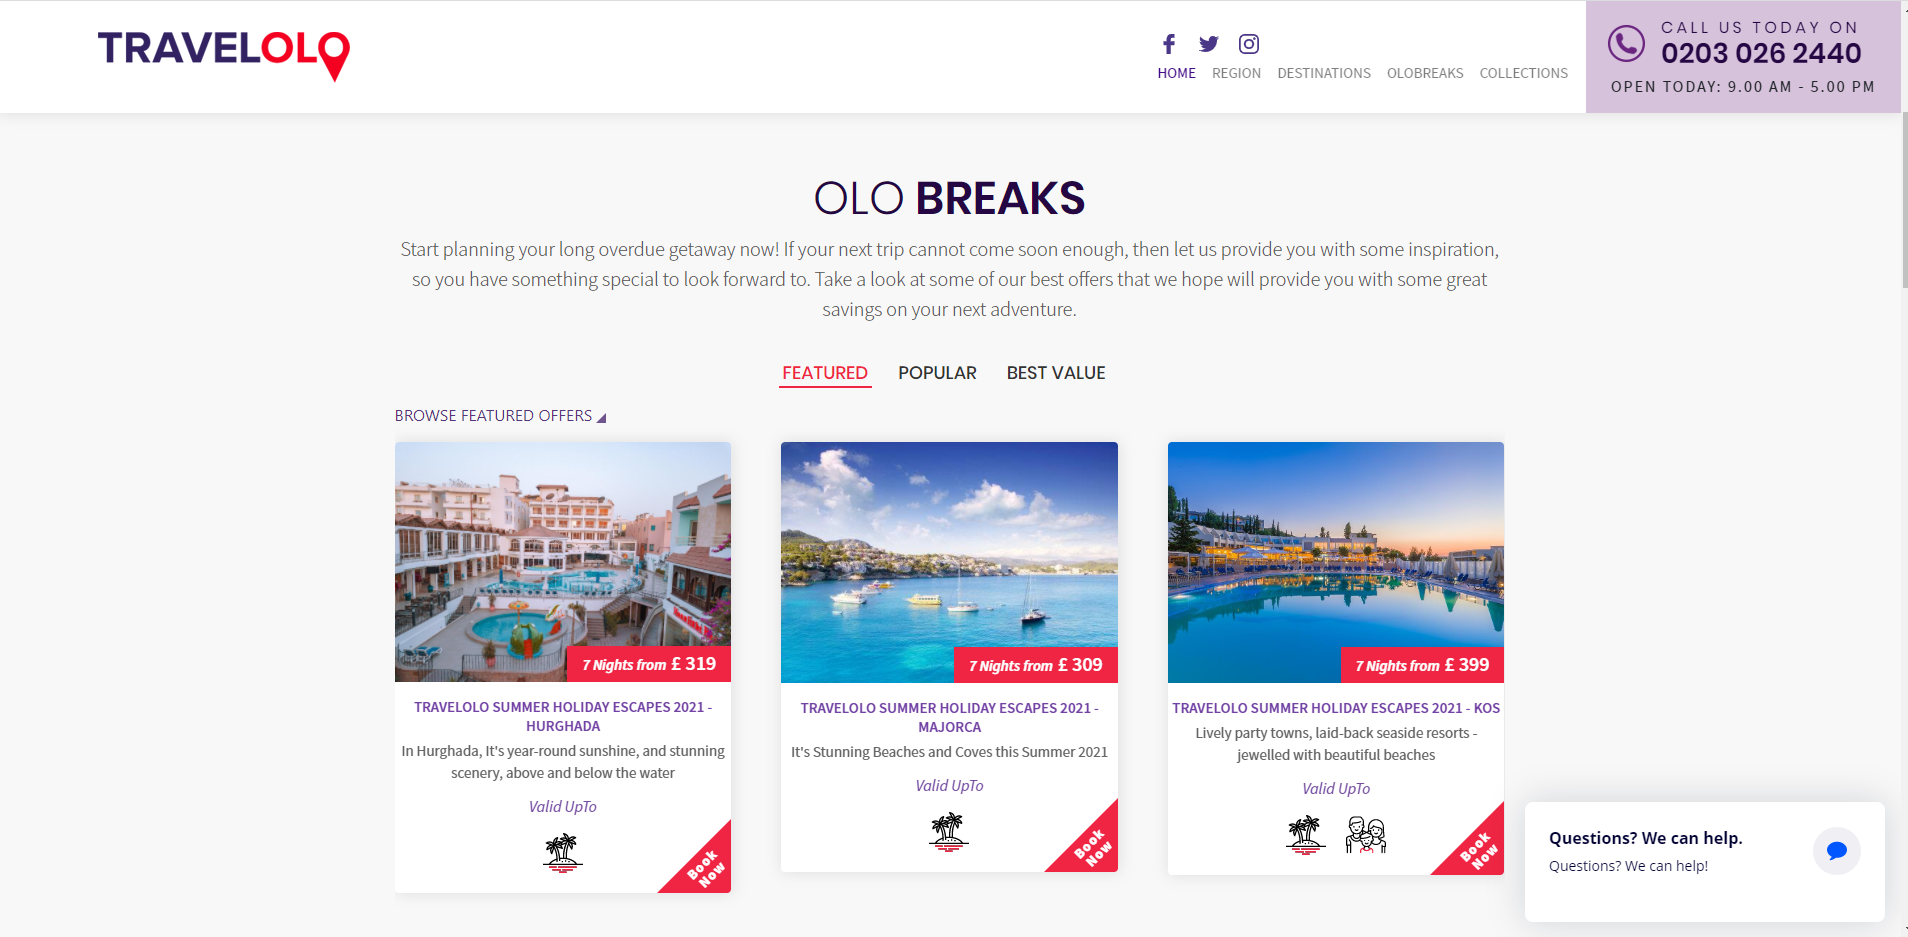 TRAVELOLO
CALL US TODAY ON
0203 026 2440
OPEN TODAY: 9.00 AM - 5.00 PM
HOME REGION DESTINATIONS OLOBREAKS COLLECTIONS
OLO BREAKS
Start planning your long overdue getaway now! If your next trip cannot come soon enough, then let us provide you with some inspiration,
so you have something special to look forward to. Take a look at some of our best offers that we hope will provide you with some great
savings on your next adventure.
FEATURED POPULAR BEST VALUE
BROWSE FEATURED OFFERS
7 Nights from £ 319
TRAVELOLO SUMMER HOLIDAY ESCAPES 2021 -
HURGHADA
In Hurghada, It's year-round sunshine, and stunning
scenery, above and below the water
Valid UpTo
Book
Now
7 Nights from £ 309
TRAVELOLO SUMMER HOLIDAY ESCAPES 2021 -
MAJORCA
It's Stunning Beaches and Coves this Summer 2021
Valid UpTo
Book
Now
7 Nights from £ 399
TRAVELOLO SUMMER HOLIDAY ESCAPES 2021 - KOS
Lively party towns, laid-back seaside resorts -
jewelled with beautiful beaches
Valid UpTo
Book
Now
Questions? We can help.
Questions? We can help!